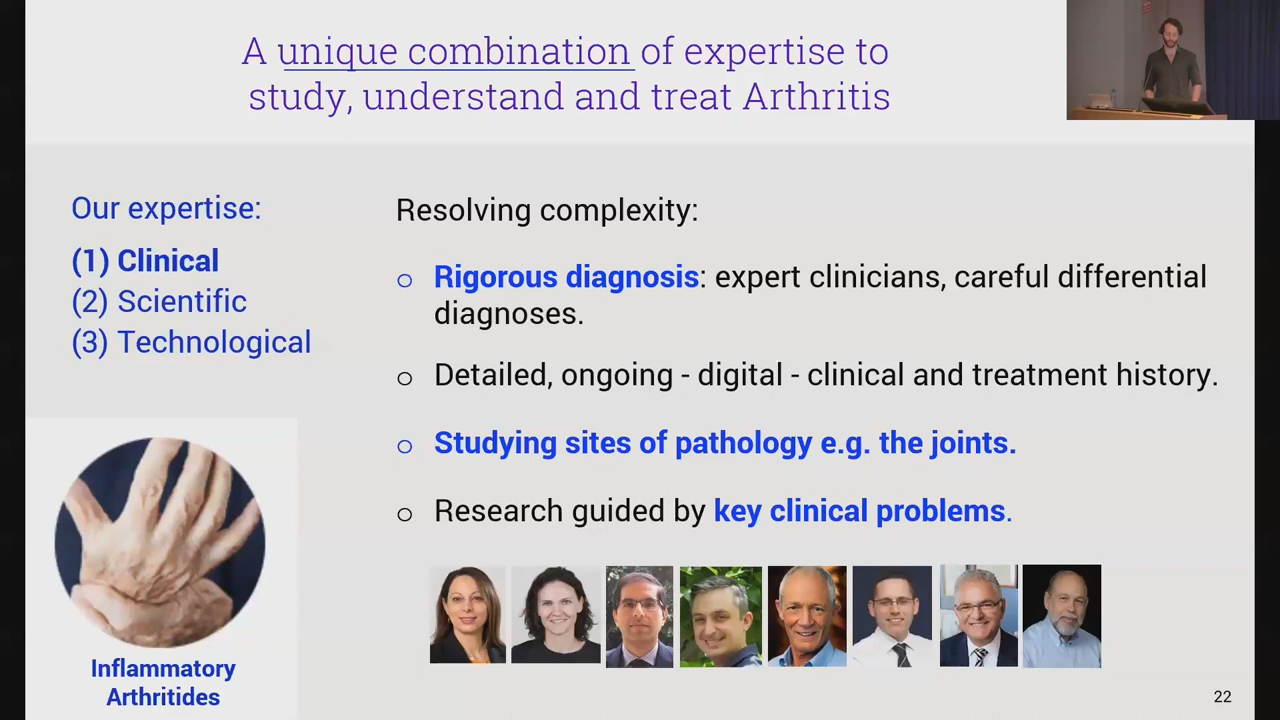 A unique combination of expertise to
study, understand and treat Arthritis
Our expertise:
(1) Clinical
(2) Scientific
(3) Technological
Resolving complexity:
o Rigorous diagnosis: expert clinicians, careful differential
diagnoses.
o Detailed, ongoing - digital - clinical and treatment history.
o Studying sites of pathology e.g. the joints.
o Research guided by key clinical problems.
Inflammatory
Arthritides
22